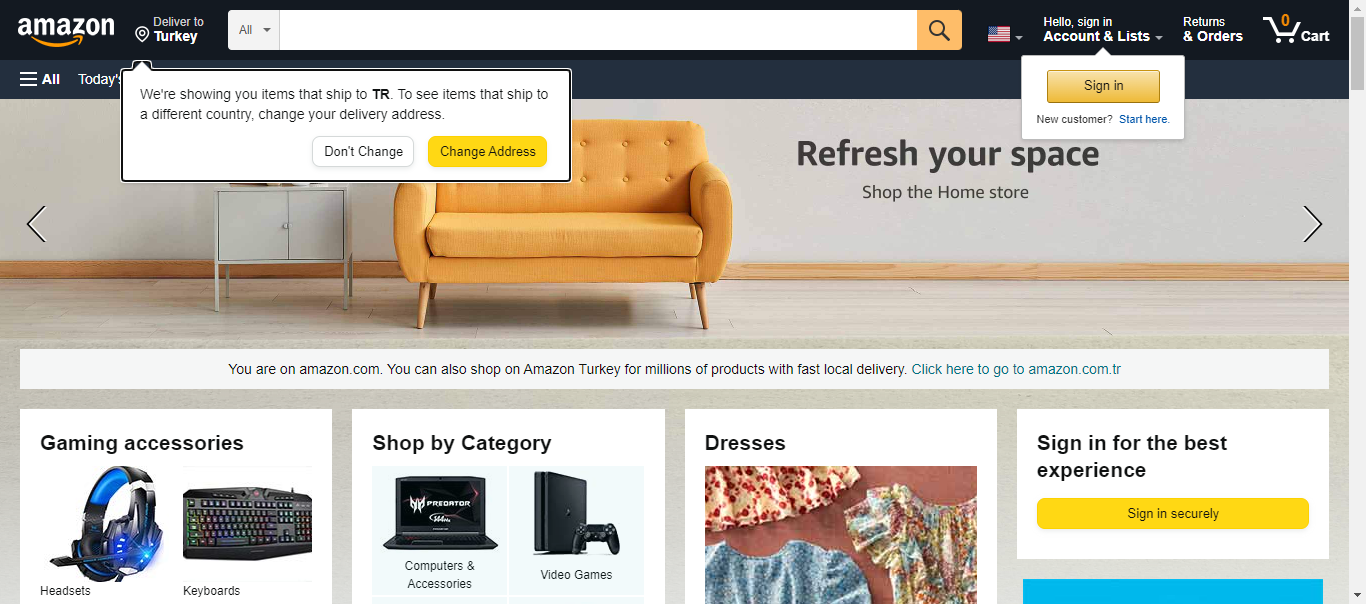 amazon
Deliver to
Turkey
All
Hello, sign in
Account & Lists
Returns
& Orders
0
Cart
All
Today's
We're showing you items that ship to TR. To see items that ship to
a different country, change your delivery address.
Don't Change
Change Address
Sign in
New customer? Start here.
Refresh your space
Shop the Home store
You are on amazon.com. You can also shop on Amazon Turkey for millions of products with fast local delivery. Click here to go to amazon.com.tr
Gaming accessories
Headsets
Keyboards
Shop by Category
PREDATOR
Computers &
Accessories
Video Games
Dresses
Sign in for the best
experience
Sign in securely